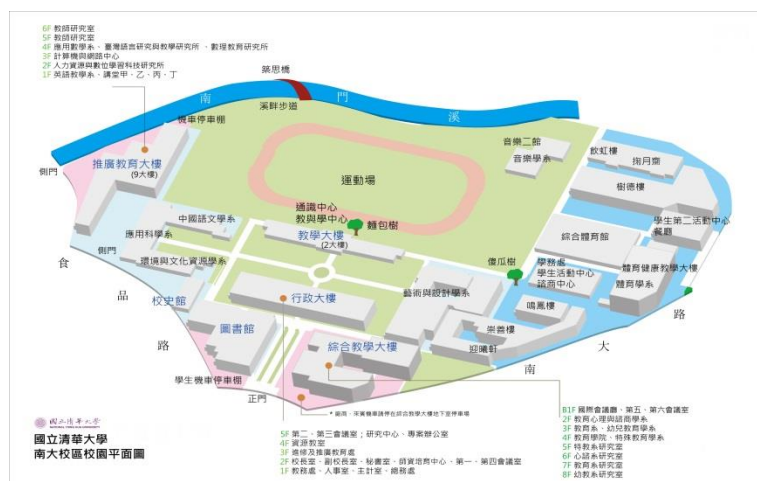 6F 教師研究室
5F 教師研究室
4F 應用數學系、臺灣語言研究與教學研究所、數理教育研究所
3F 計算機與網路中心
2F 人力資源與數位學習科技研究所
1F 英語教學系、講堂甲、乙、丙、丁
築思橋
南門溪
溪畔步道
機車停車棚
側門
推廣教育大樓
(9大樓)
音樂二館
音樂學系
飲虹樓
掬月齋
樹德樓
運動場
通識中心
教與學中心
麵包樹
教學大樓
(2大樓)
中國語文學系
應用科學系
側門
環境與文化資源學系
學生第二活動中心
餐廳
綜合體育館
傻瓜樹
學務處
學生活動中心
諮商中心
體育健康教學大樓
體育學系
食品路
校史館
行政大樓
藝術與設計學系
鳴鳳樓
崇善樓
迎曦軒
南大路
圖書館
綜合教學大樓
學生機車停車棚
正門
國立清華大學
國立清華大學
南大校區校園平面圖
5F 第二、第三會議室；研究中心、專案辦公室
4F 資源教室
3F 進修及推廣教育處
2F 校長室、副校長室、秘書室、師資培育中心、第一、第四會議室
1F 教務處、人事室、主計室、總務處
B1F 國際會議廳、第五、第六會議室
2F 教育心理與諮商學系
3F 教育系、幼兒教育學系
4F 教育學院、特殊教育學系
5F 特教系研究室
6F 心諮系研究室
7F 教育系研究室
8F 幼教系研究室